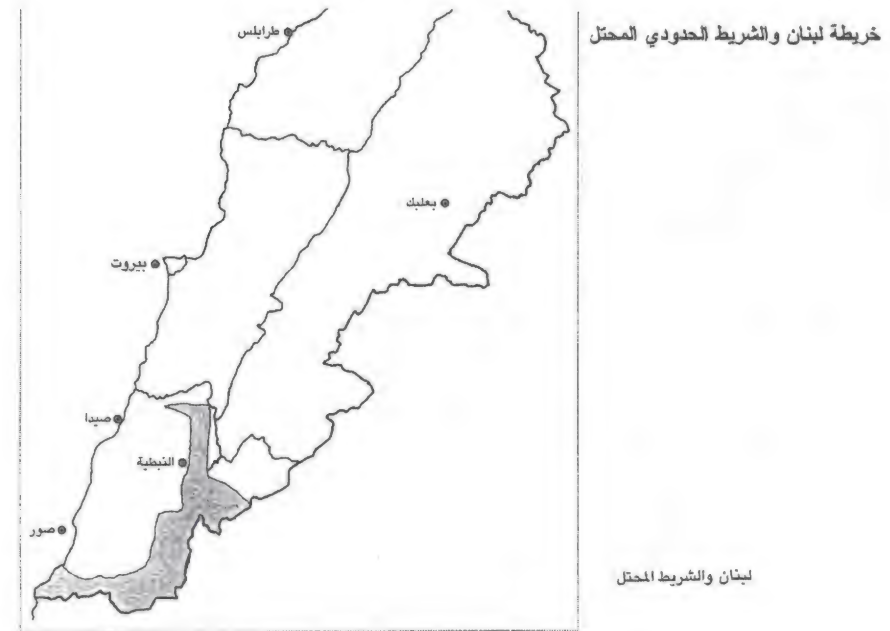 خريطة لبنان والشريط الحدودي المحتل
طرابلس
بعلبك
بيروت
صيدا
النبطية
صور
لبنان والشريط المحتل